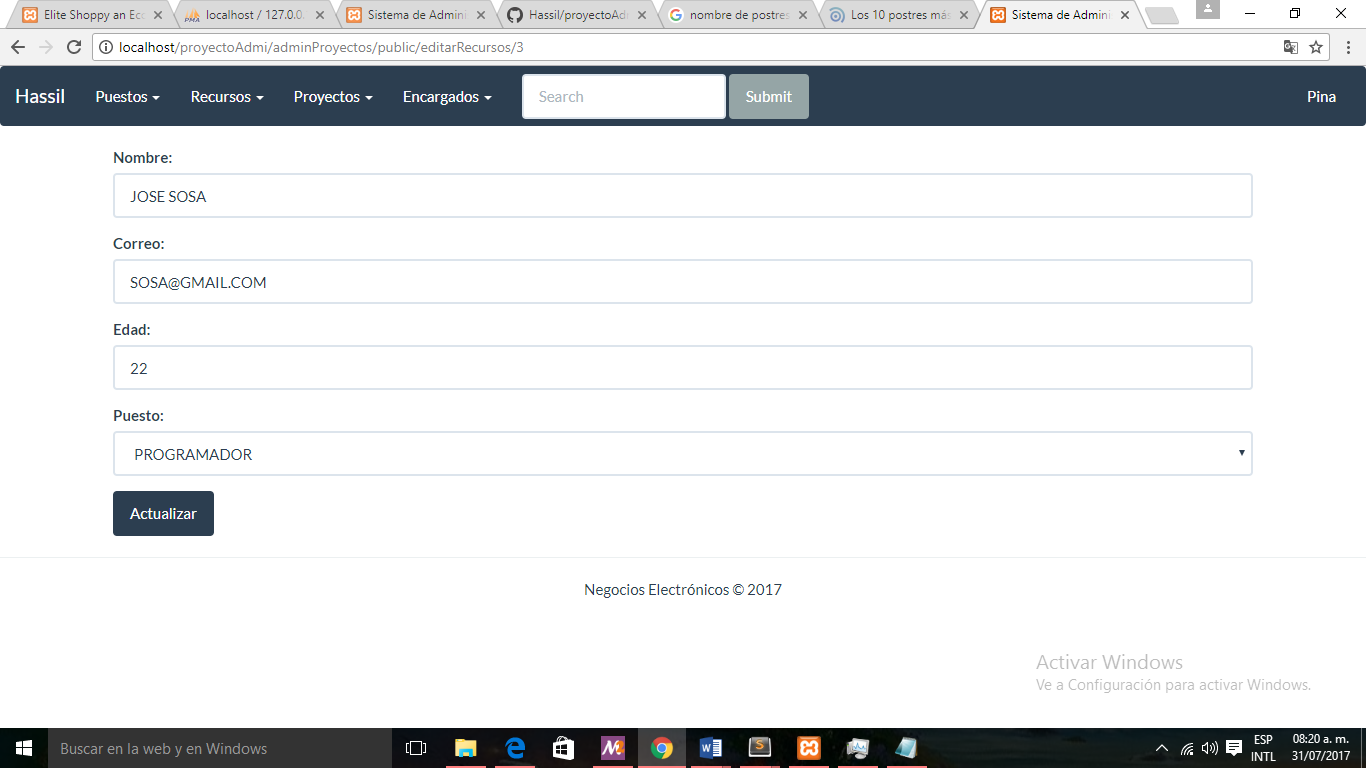 Elite Shoppy an Eco
localhost / 127.0.0.
Sistema de Admini
Hassil/proyectoAdm
nombre de postres
Los 10 postres más
Sistema de Admini
localhost/proyectoAdmi/adminProyectos/public/editarRecursos/3
Hassil Puestos Recursos Proyectos Encargados Search Submit Pina
Nombre:
JOSE SOSA
Correo:
SOSA@GMAIL.COM
Edad:
22
Puesto:
PROGRAMADOR
Actualizar
Negocios Electrónicos © 2017
Activar Windows
Ve a Configuración para activar Windows.
Buscar en la web y en Windows
ESP
INTL
08:20 a. m.
31/07/2017